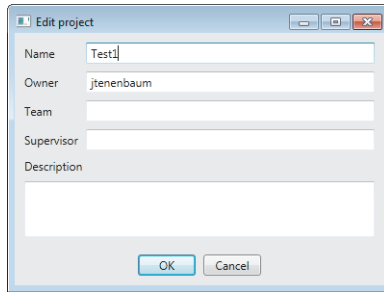 Edit project
Name Test1
Owner jtenenbaum
Team
Supervisor
Description
OK Cancel